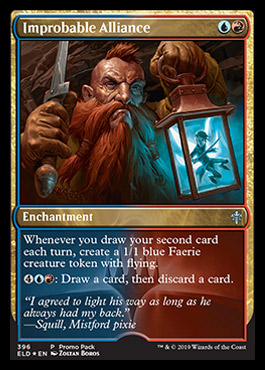 Improbable Alliance
Enchantment
Whenever you draw your second card
each turn, create a 1/1 blue Faerie
creature token with flying.
4: Draw a card, then discard a card.
"I agreed to light his way as long as he
always had my back."
—Squill, Mistford pixie
396 P Promo Pack
ELD ★ EN Zoltan Boros
™ & © 2019 Wizards of the Coast